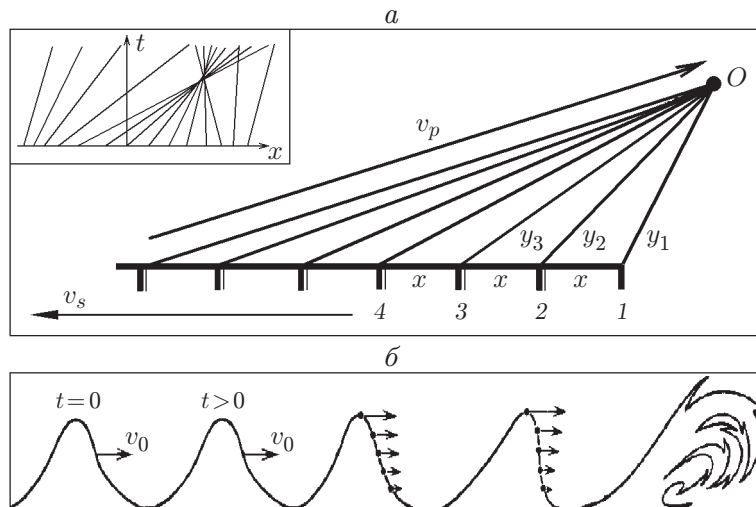 а
t
x
O
v_p
y_3 y_2 y_1
x x x
v_s
4 3 2 1
б
t=0 t>0
v_0 v_0